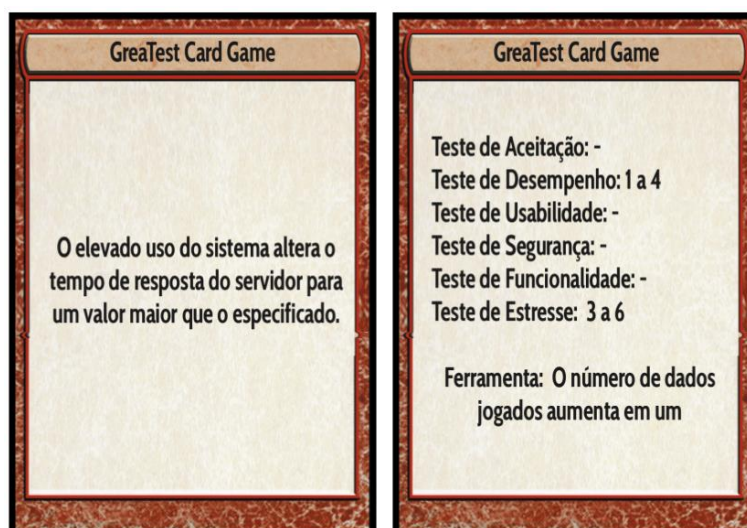 GreaTest Card Game
O elevado uso do sistema altera o
tempo de resposta do servidor para
um valor maior que o especificado.
GreaTest Card Game
Teste de Aceitação: -
Teste de Desempenho: 1 a 4
Teste de Usabilidade: -
Teste de Segurança: -
Teste de Funcionalidade: -
Teste de Estresse: 3 a 6
Ferramenta: O número de dados
jogados aumenta em um